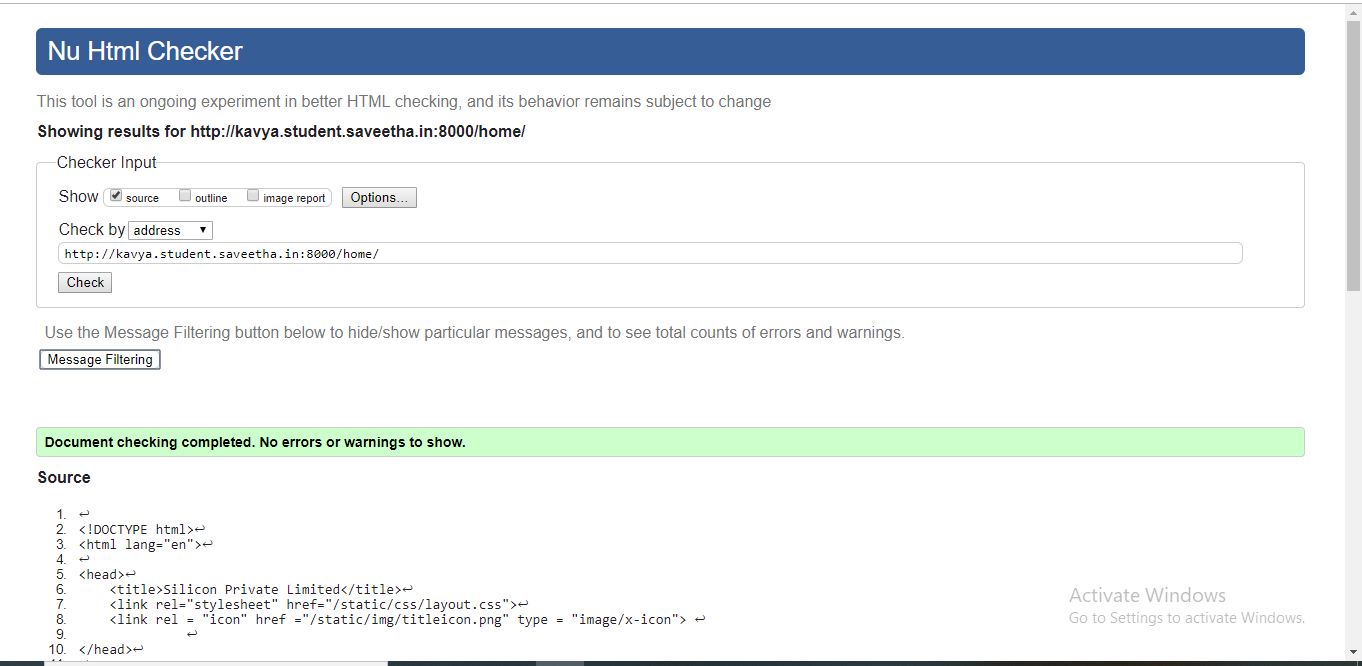 Nu Html Checker
This tool is an ongoing experiment in better HTML checking, and its behavior remains subject to change
Showing results for http://kavya.student.saveetha.in:8000/home/
Checker Input
Show source outline image report Options...
Check by address
http://kavya.student.saveetha.in:8000/home/
Check
Use the Message Filtering button below to hide/show particular messages, and to see total counts of errors and warnings.
Message Filtering
Document checking completed. No errors or warnings to show.
Source
1. ↩
2. <!DOCTYPE html>↩
3. <html lang="en">↩
4. ↩
5. <head>↩
6. <title>Silicon Private Limited</title>↩
7. <link rel="stylesheet" href="/static/css/layout.css">↩
8. <link rel = "icon" href ="/static/img/titleicon.png" type = "image/x-icon"> ↩
9. ↩
10. </head>↩
Activate Windows
Go to Settings to activate Windows.